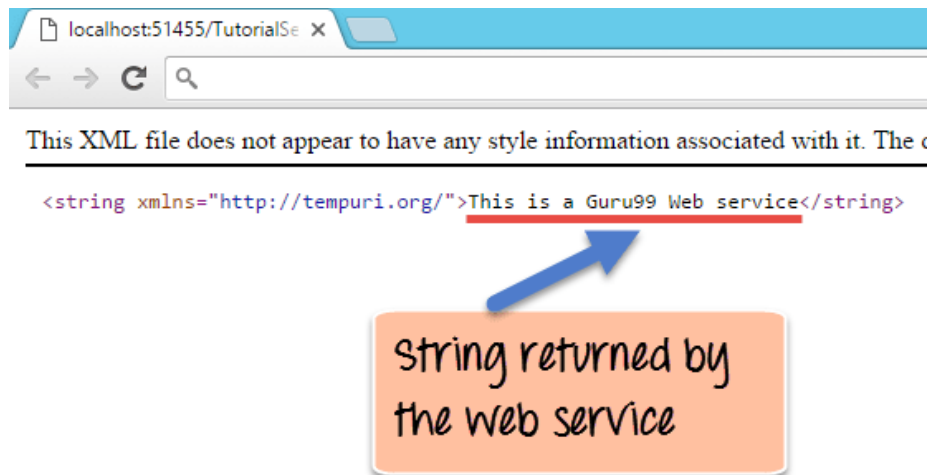 localhost:51455/TutorialSe
This XML file does not appear to have any style information associated with it. The
<string xmlns="http://tempuri.org/">This is a Guru99 Web service</string>
String returned by
the web service